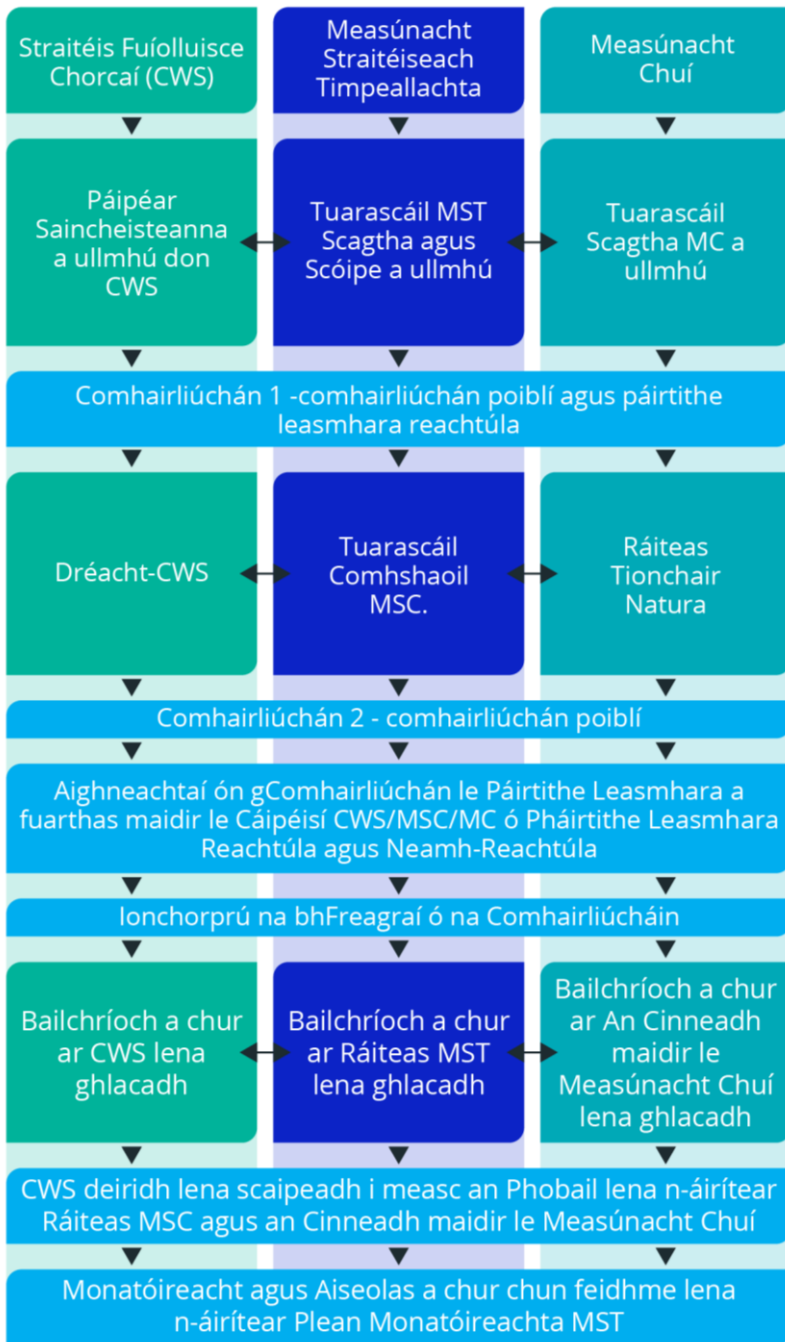 Straitéis Fuíolluisce
Chorcaí (CWS)
Measúnacht
Straitéiseach
Timpeallachta
Measúnacht
Chuí
Páipéar
Saincheisteanna
a ullmhú don
CWS
Tuarascáil MST
Scagtha agus
Scóipe a ullmhú
Tuarascáil
Scagtha MC a
ullmhú
Comhairliúchán 1 -comhairliúchán poiblí agus páirtithe
leasmhara reachtúla
Dréacht-CWS
Tuarascáil
Comhshaoil
MSC.
Ráiteas
Tionchair
Natura
Comhairliúchán 2 - comhairliúchán poiblí
Aighneachtaí ón gComhairliúchán le Páirtithe Leasmhara a
fuarthas maidir le Cáipéisí CWS/MSC/MC ó Pháirtithe Leasmhara
Reachtúla agus Neamh-Reachtúla
Ionchorprú na bhFreagraí ó na Comhairliúcháin
Bailchríoch a chur
ar CWS lena
ghlacadh
Bailchríoch a chur
ar Ráiteas MST
lena ghlacadh
Bailchríoch a chur
ar An Cinneadh
maidir le
Measúnacht Chuí
lena ghlacadh
CWS deiridh lena scaipeadh i measc an Phobail lena n-áirítear
Ráiteas MSC agus an Cinneadh maidir le Measúnacht Chuí
Monatóireacht agus Aiseolas a chur chun feidhme lena
n-áirítear Plean Monatóireachta MST